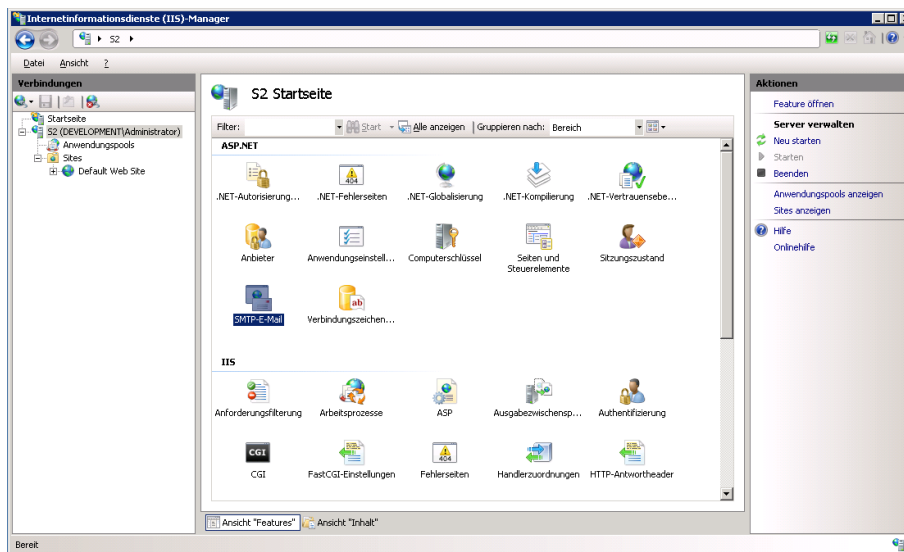 Internetinformationsdienste (IIS)-Manager
S2
Datei Ansicht ?
Verbindungen
Startseite
S2 (DEVELOPMENT\Administrator)
Anwendungspools
Sites
Default Web Site
S2 Startseite
Filter: Start Alle anzeigen Gruppieren nach: Bereich
ASP.NET
.NET-Autorisierung... .NET-Fehlerseiten .NET-Globalisierung .NET-Kompilierung .NET-Vertrauensebe...
404
Anbieter Anwendungseinstell... Computerschlüssel Seiten und Steuerelemente Sitzungszustand
ab
SMTP-E-Mail Verbindungszeichen...
IIS
Anforderungsfilterung Arbeitsprozesse ASP Ausgabezwischensp... Authentifizierung
CGI 404
CGI FastCGI-Einstellungen Fehlerseiten Handlerzuordnungen HTTP-Antwortheader
Ansicht "Features" Ansicht "Inhalt"
Aktionen
Feature öffnen
Server verwalten
Neu starten
Starten
Beenden
Anwendungspools anzeigen
Sites anzeigen
Hilfe
Onlinehilfe
Bereit